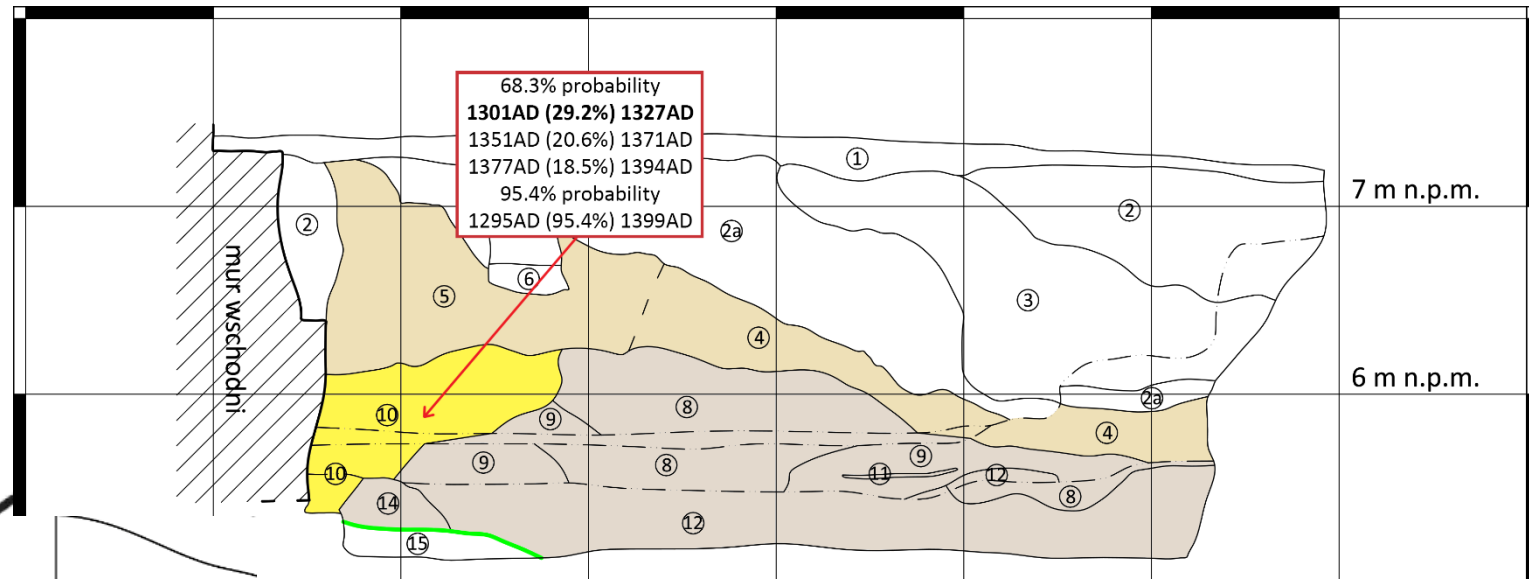 68.3% probability
1301AD (29.2%) 1327AD
1351AD (20.6%) 1371AD
1377AD (18.5%) 1394AD
95.4% probability
1295AD (95.4%) 1399AD
1
7 m n.p.m.
2
2
2a
mur wschodni
6
5
3
4
6 m n.p.m.
2a
10
8
9
4
9
8
9
10
11
12
8
14
12
15